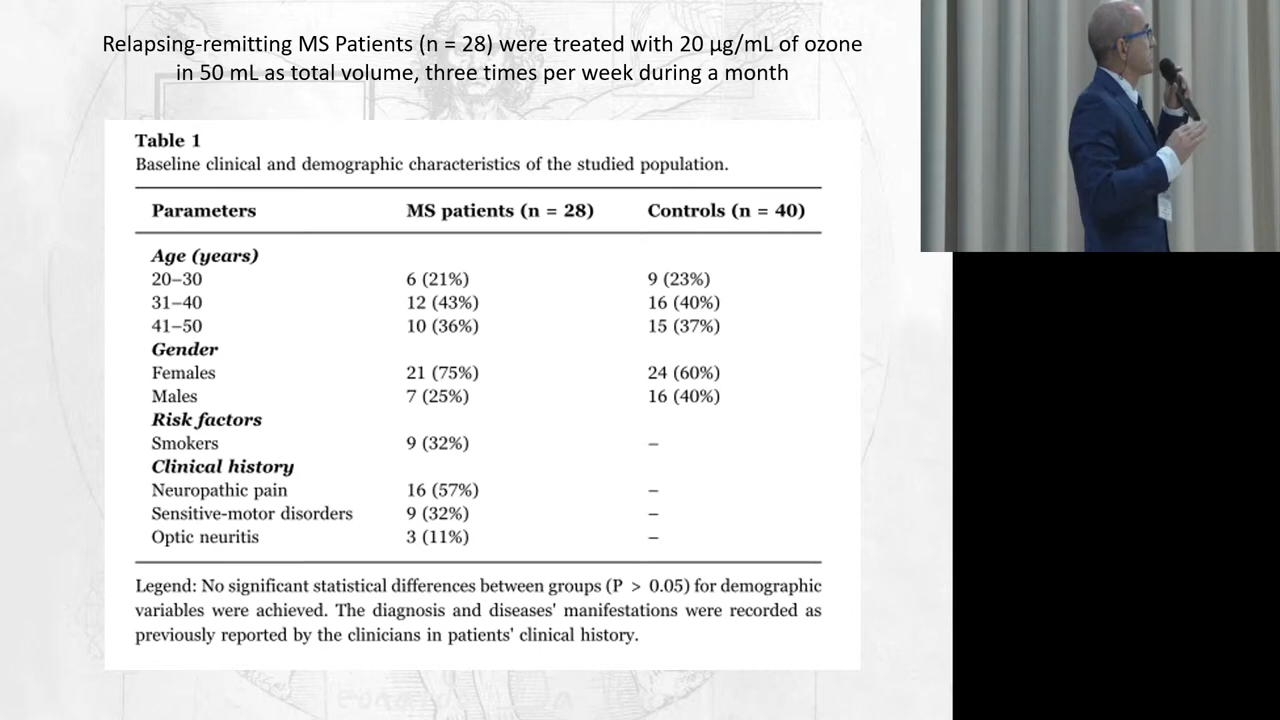 Relapsing-remitting MS Patients (n = 28) were treated with 20 µg/mL of ozone
in 50 mL as total volume, three times per week during a month
Table 1
Baseline clinical and demographic characteristics of the studied population.
Parameters MS patients (n = 28) Controls (n = 40)
Age (years)
20–30 6 (21%) 9 (23%)
31–40 12 (43%) 16 (40%)
41–50 10 (36%) 15 (37%)
Gender
Females 21 (75%) 24 (60%)
Males 7 (25%) 16 (40%)
Risk factors
Smokers 9 (32%) –
Clinical history
Neuropathic pain 16 (57%) –
Sensitive-motor disorders 9 (32%) –
Optic neuritis 3 (11%) –
Legend: No significant statistical differences between groups (P > 0.05) for demographic
variables were achieved. The diagnosis and diseases' manifestations were recorded as
previously reported by the clinicians in patients' clinical history.